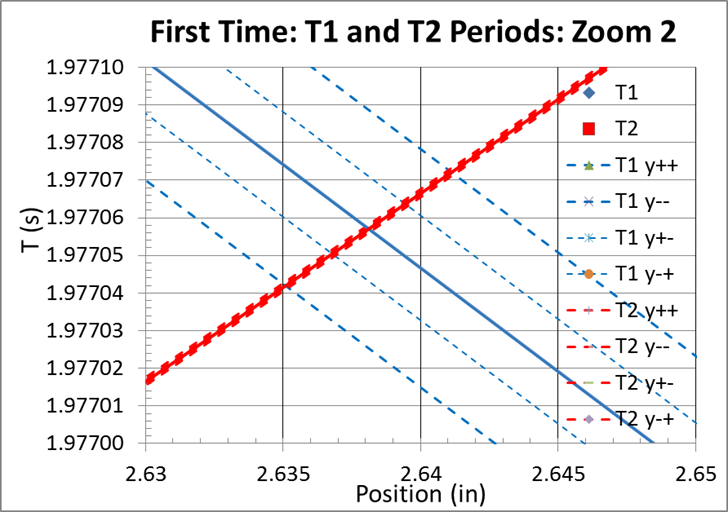 First Time: T1 and T2 Periods: Zoom 2
1.97710
1.97709
1.97708
1.97707
1.97706
1.97705
1.97704
1.97703
1.97702
1.97701
1.97700
T (s)
T1
T2
T1 y++
T1 y--
T1 y+-
T1 y-+
T2 y++
T2 y--
T2 y+-
T2 y-+
2.63 2.635 2.64 2.645 2.65
Position (in)